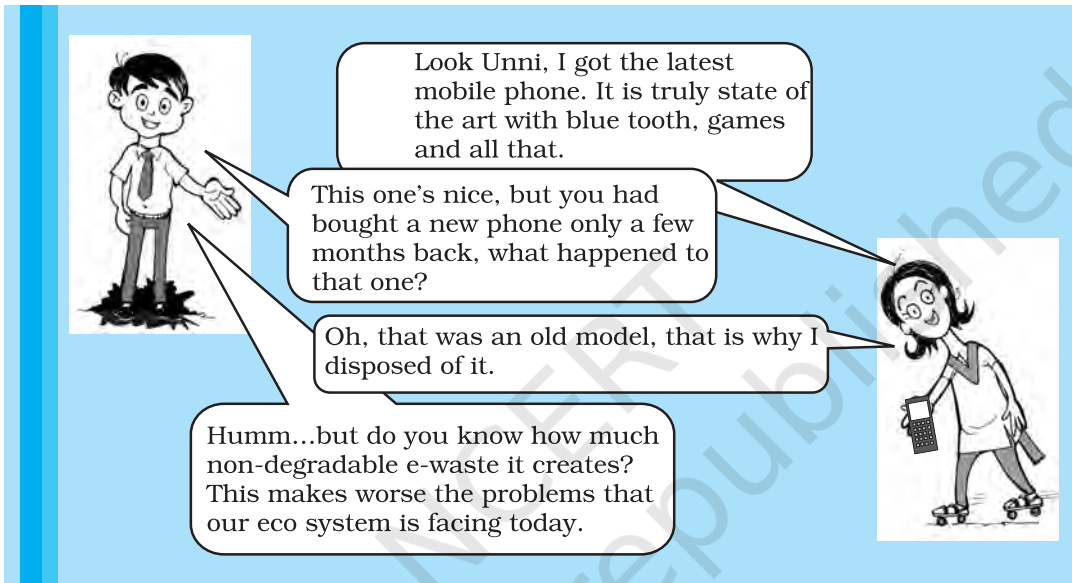 Look Unni, I got the latest
mobile phone. It is truly state of
the art with blue tooth, games
and all that.
This one's nice, but you had
bought a new phone only a few
months back, what happened to
that one?
Oh, that was an old model, that is why I
disposed of it.
Humm...but do you know how much
non-degradable e-waste it creates?
This makes worse the problems that
our eco system is facing today.
NCERT
republished